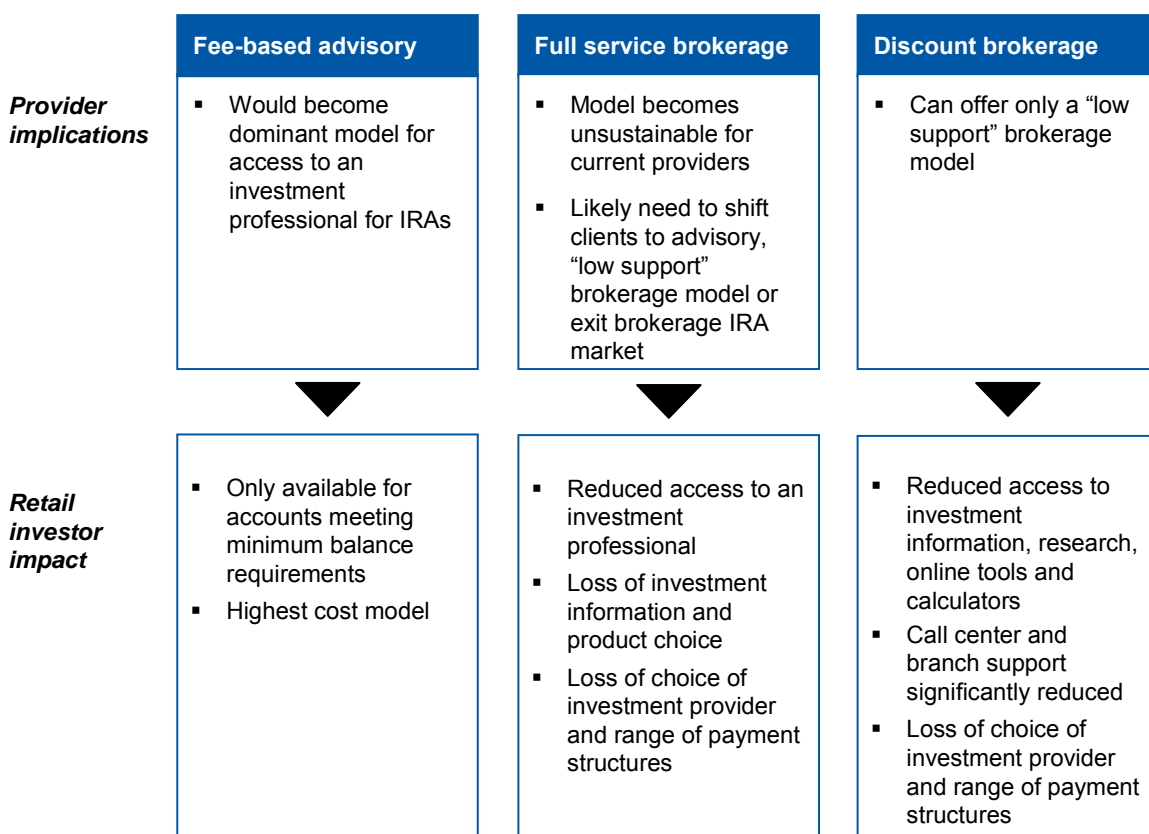 Fee-based advisory
Full service brokerage
Discount brokerage
Provider
implications
▪ Would become
dominant model for
access to an
investment
professional for IRAs
▪ Model becomes
unsustainable for
current providers
▪ Likely need to shift
clients to advisory,
“low support”
brokerage model or
exit brokerage IRA
market
▪ Can offer only a “low
support” brokerage
model
Retail
investor
impact
▪ Only available for
accounts meeting
minimum balance
requirements
▪ Highest cost model
▪ Reduced access to an
investment
professional
▪ Loss of investment
information and
product choice
▪ Loss of choice of
investment provider
and range of payment
structures
▪ Reduced access to
investment
information, research,
online tools and
calculators
▪ Call center and
branch support
significantly reduced
▪ Loss of choice of
investment provider
and range of payment
structures